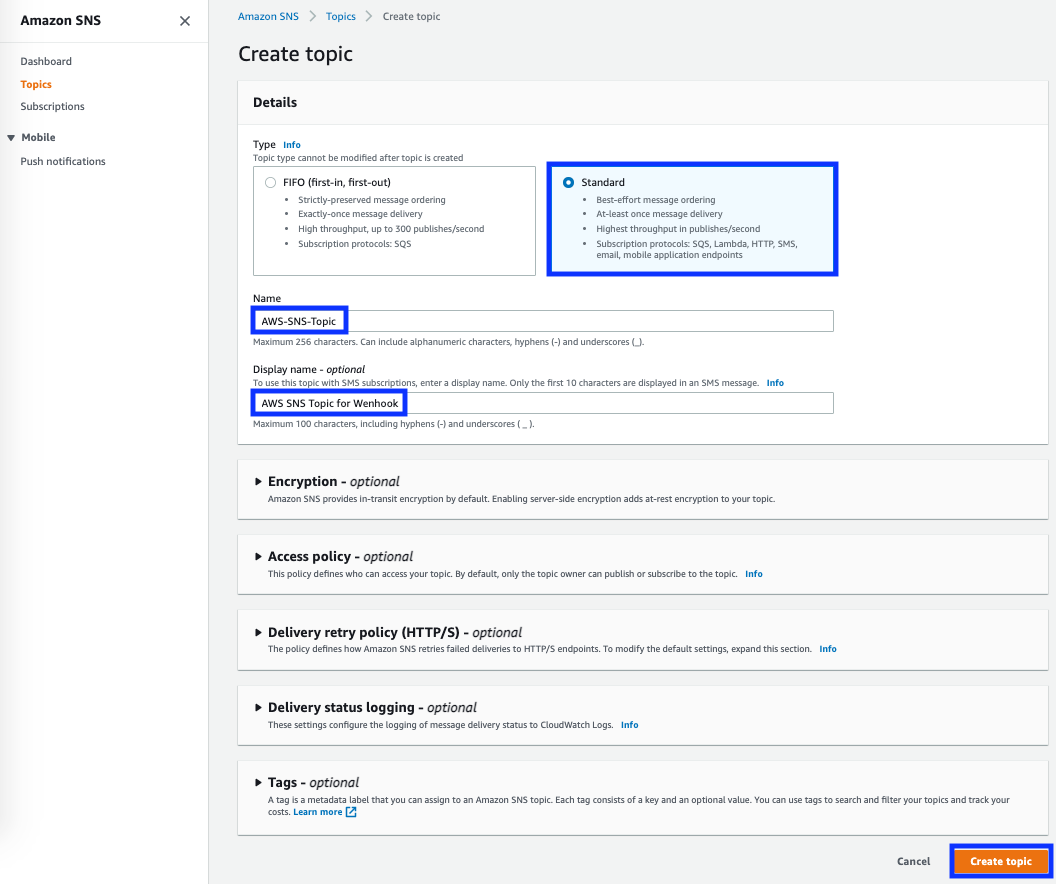 Amazon SNS
Dashboard
Topics
Subscriptions
Mobile
Push notifications
Amazon SNS > Topics > Create topic
Create topic
Details
Type Info
Topic type cannot be modified after topic is created
FIFO (first-in, first-out)
• Strictly-preserved message ordering
• Exactly-once message delivery
• High throughput, up to 300 publishes/second
• Subscription protocols: SQS
Standard
• Best-effort message ordering
• At-least once message delivery
• Highest throughput in publishes/second
• Subscription protocols: SQS, Lambda, HTTP, SMS,
email, mobile application endpoints
Name
AWS-SNS-Topic
Maximum 256 characters. Can include alphanumeric characters, hyphens (-) and underscores (_).
Display name - optional
To use this topic with SMS subscriptions, enter a display name. Only the first 10 characters are displayed in an SMS message. Info
AWS SNS Topic for Wenhook
Maximum 100 characters, including hyphens (-) and underscores ( _ ).
Encryption - optional
Amazon SNS provides in-transit encryption by default. Enabling server-side encryption adds at-rest encryption to your topic.
Access policy - optional
This policy defines who can access your topic. By default, only the topic owner can publish or subscribe to the topic. Info
Delivery retry policy (HTTP/S) - optional
The policy defines how Amazon SNS retries failed deliveries to HTTP/S endpoints. To modify the default settings, expand this section. Info
Delivery status logging - optional
These settings configure the logging of message delivery status to CloudWatch Logs. Info
Tags - optional
A tag is a metadata label that you can assign to an Amazon SNS topic. Each tag consists of a key and an optional value. You can use tags to search and filter your topics and track your
costs. Learn more
Cancel
Create topic